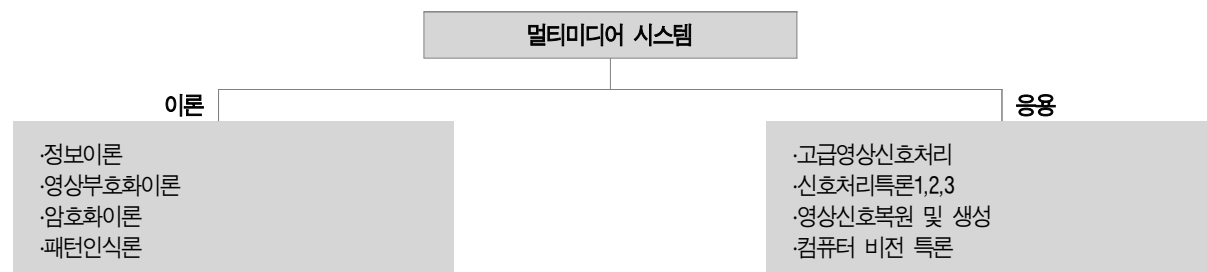 멀티미디어 시스템
이론
·정보이론
·영상부호화이론
·암호화이론
·패턴인식론
응용
·고급영상신호처리
·신호처리특론1,2,3
·영상신호복원 및 생성
·컴퓨터 비전 특론